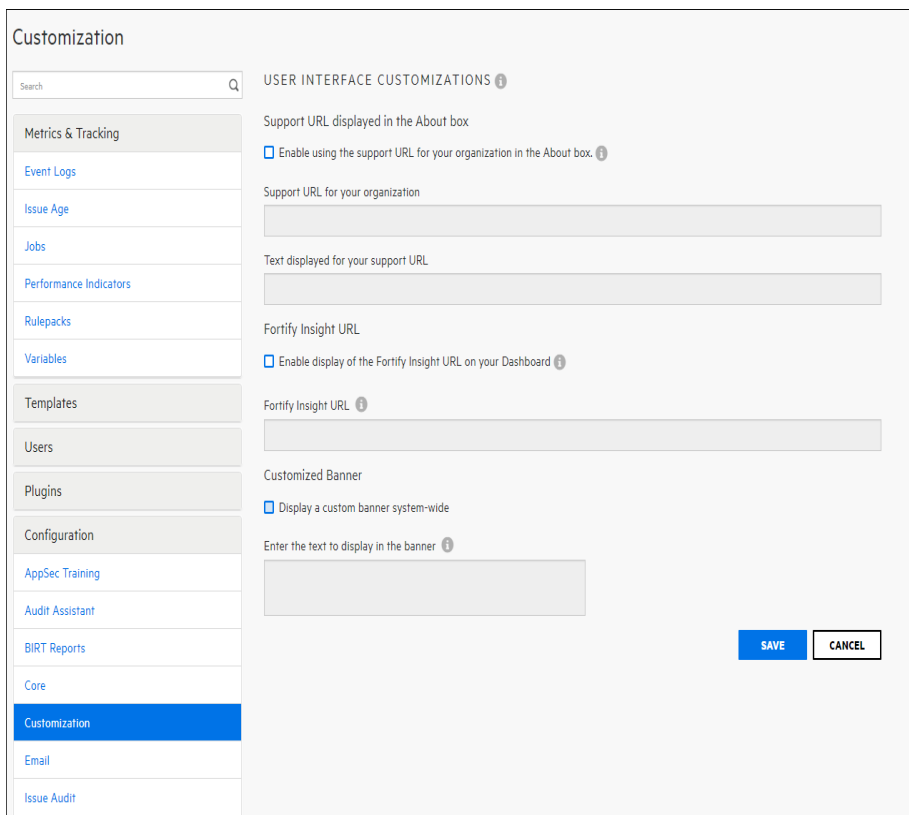 Customization
Search
Metrics & Tracking
Event Logs
Issue Age
Jobs
Performance Indicators
Rulepacks
Variables
Templates
Users
Plugins
Configuration
AppSec Training
Audit Assistant
BIRT Reports
Core
Customization
Email
Issue Audit
USER INTERFACE CUSTOMIZATIONS
Support URL displayed in the About box
Enable using the support URL for your organization in the About box.
Support URL for your organization
Text displayed for your support URL
Fortify Insight URL
Enable display of the Fortify Insight URL on your Dashboard
Fortify Insight URL
Customized Banner
Display a custom banner system-wide
Enter the text to display in the banner
SAVE CANCEL